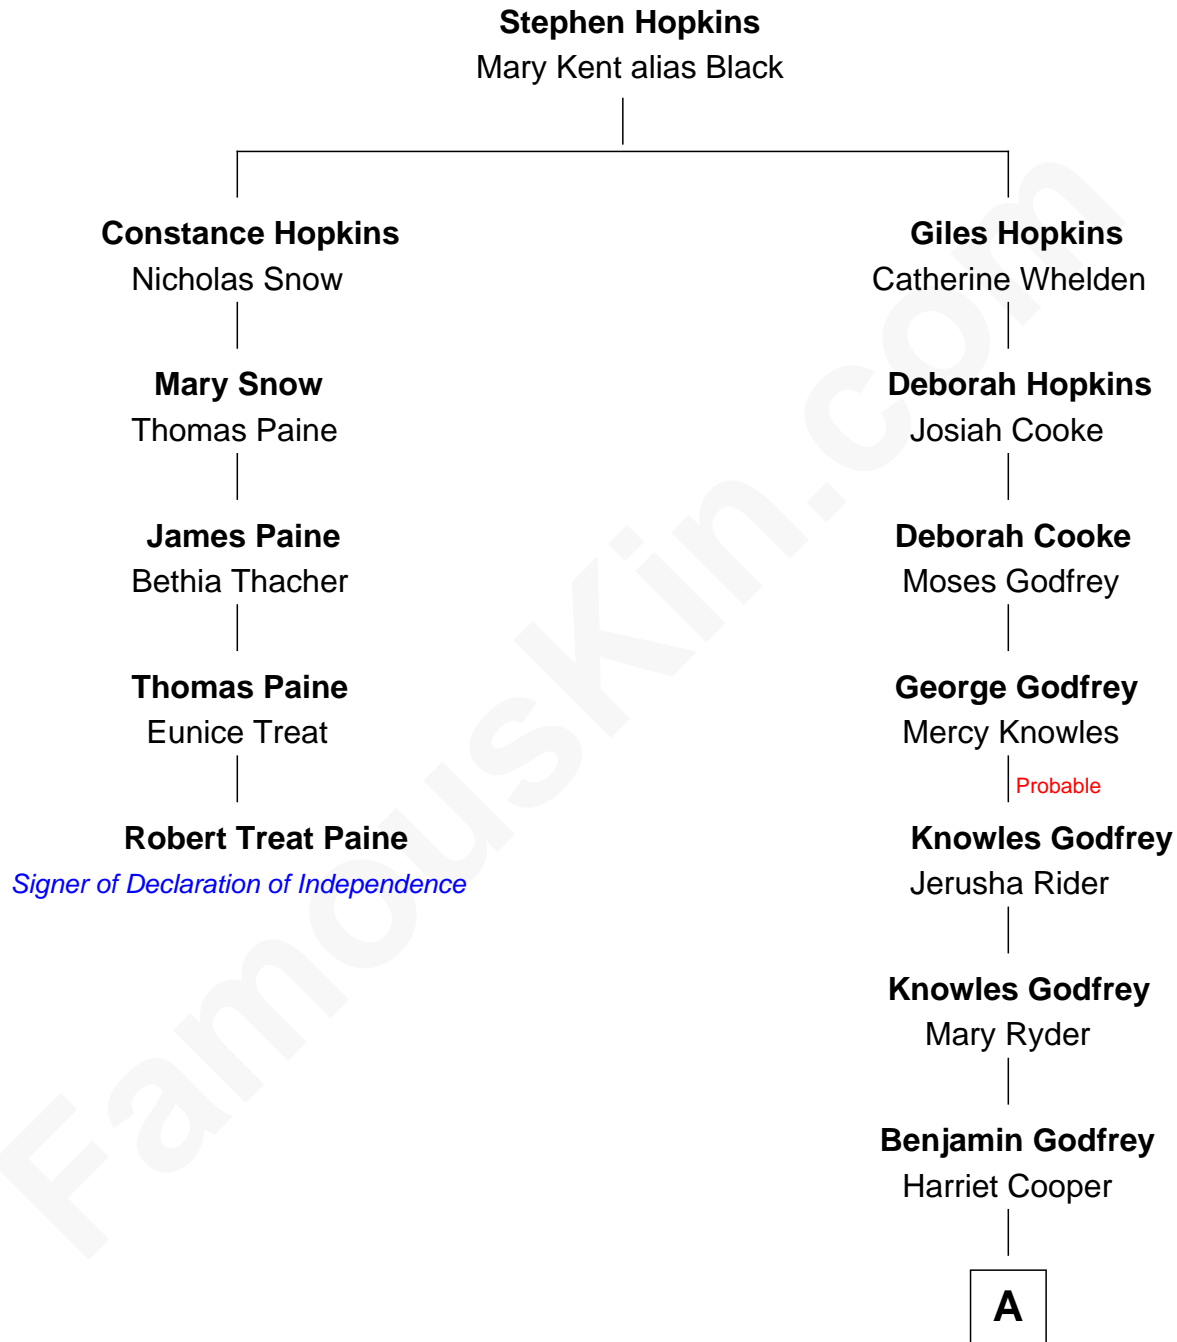 Stephen Hopkins
Mary Kent alias Black
Constance Hopkins
Nicholas Snow
Giles Hopkins
Catherine Whelden
Mary Snow
Thomas Paine
Deborah Hopkins
Josiah Cooke
James Paine
Bethia Thacher
Deborah Cooke
Moses Godfrey
Thomas Paine
Eunice Treat
George Godfrey
Mercy Knowles
Probable
Robert Treat Paine
Signer of Declaration of Independence
Knowles Godfrey
Jerusha Rider
Knowles Godfrey
Mary Ryder
Benjamin Godfrey
Harriet Cooper
A
FamousKin.com